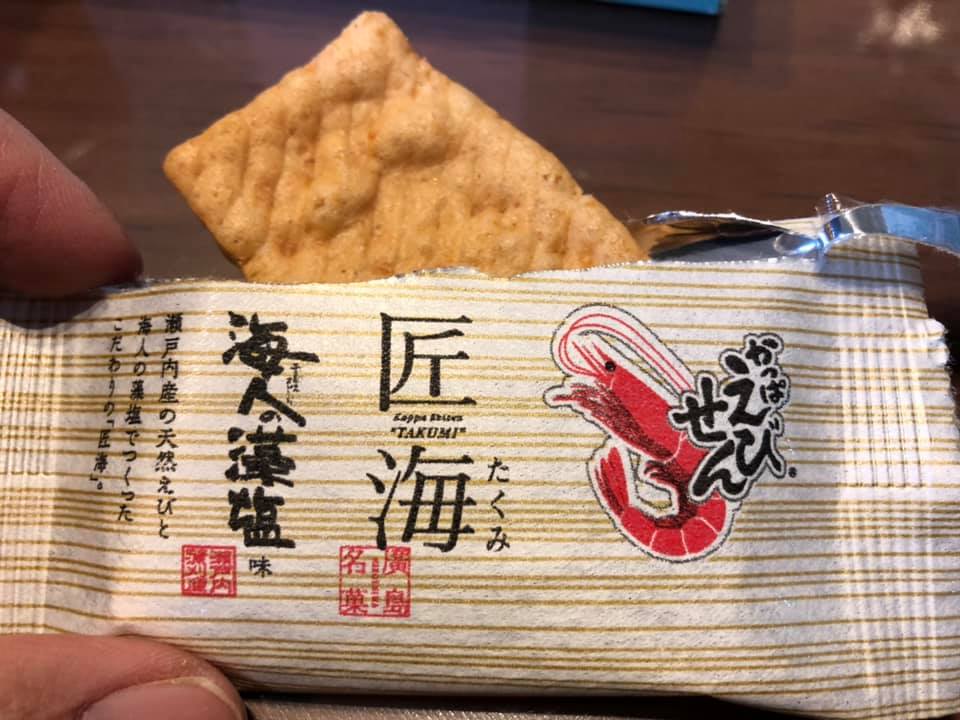 かっぱ
えび
せん
®
匠海
たくみ
Kappa Ebisen
"TAKUMI"
廣島
名菓
海人の藻塩
味
瀬戸内産の天然えびと
海人の藻塩でつくった
こだわりの「匠海」。